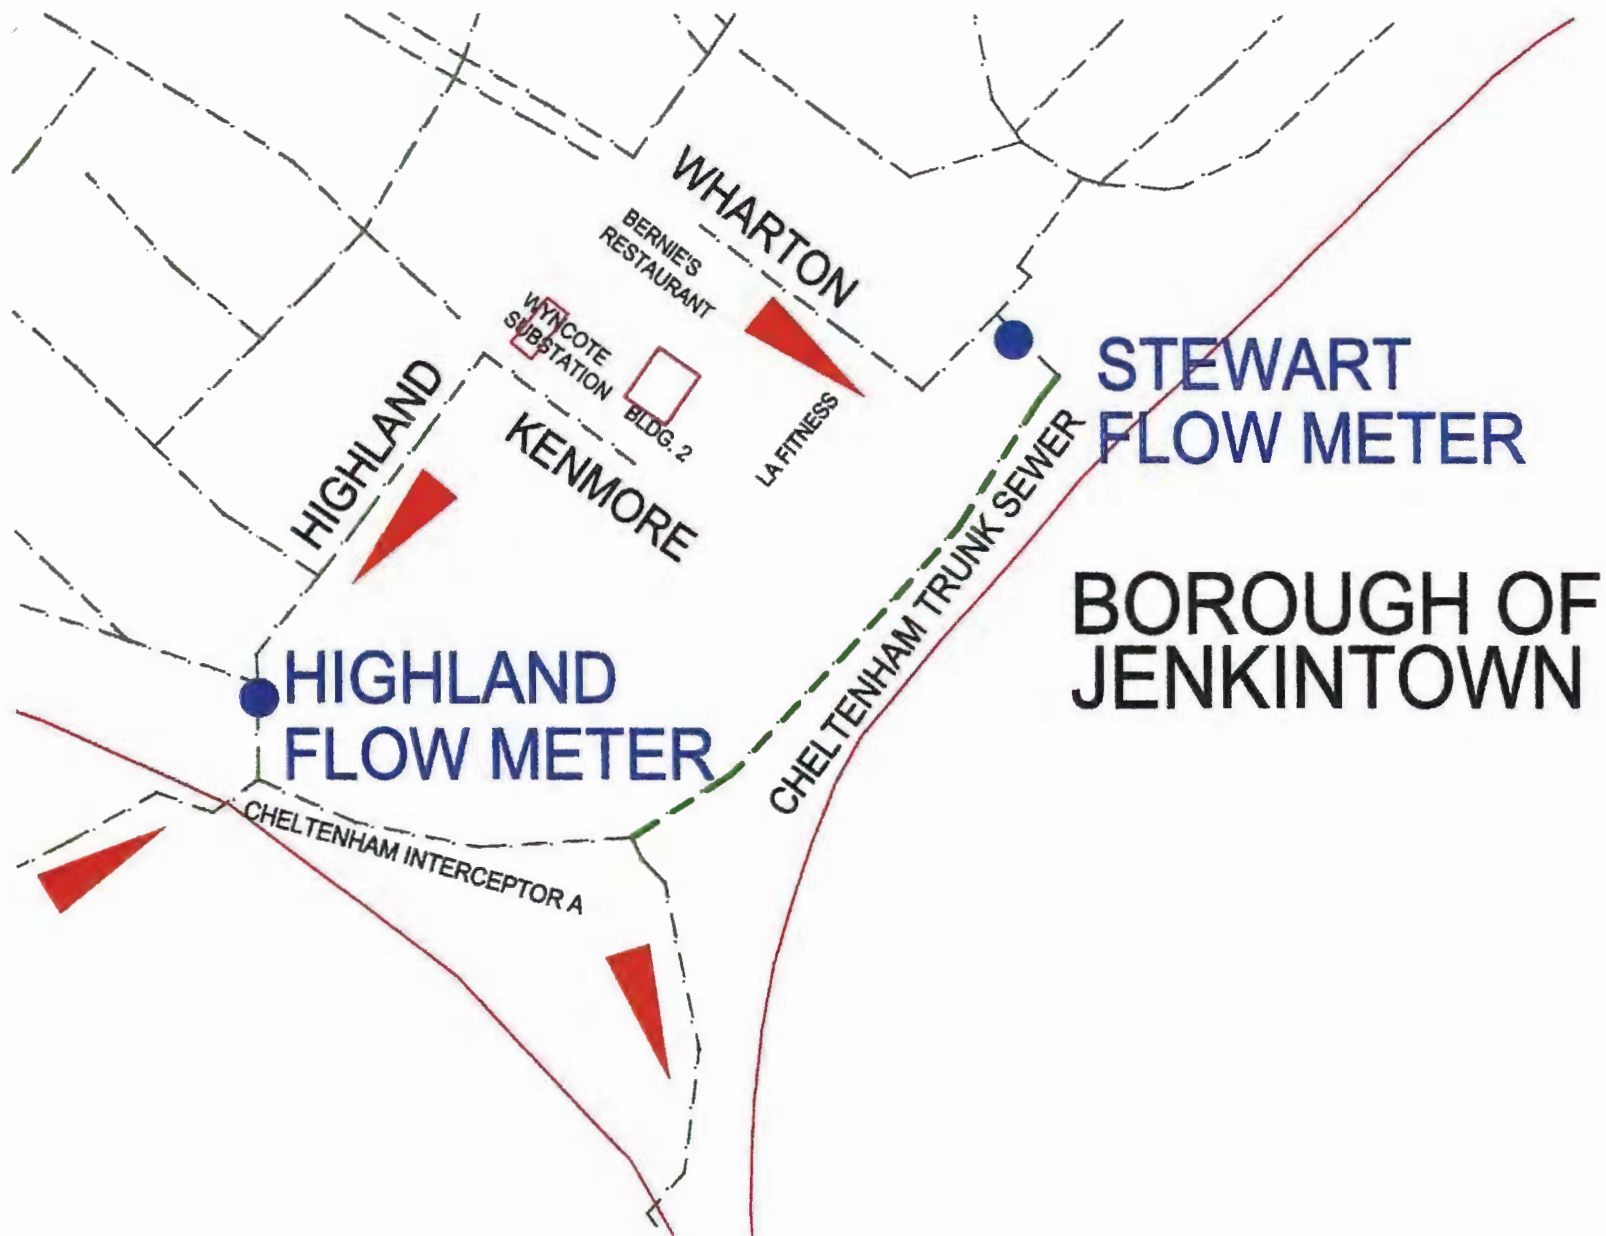 WHARTON
BERNIE'S
RESTAURANT
WYNCOTE
SUBSTATION
BLDG. 2
LA FITNESS
HIGHLAND
KENMORE
STEWART
FLOW METER
CHELTENHAM TRUNK SEWER
BOROUGH OF
JENKINTOWN
HIGHLAND
FLOW METER
CHELTENHAM INTERCEPTOR A